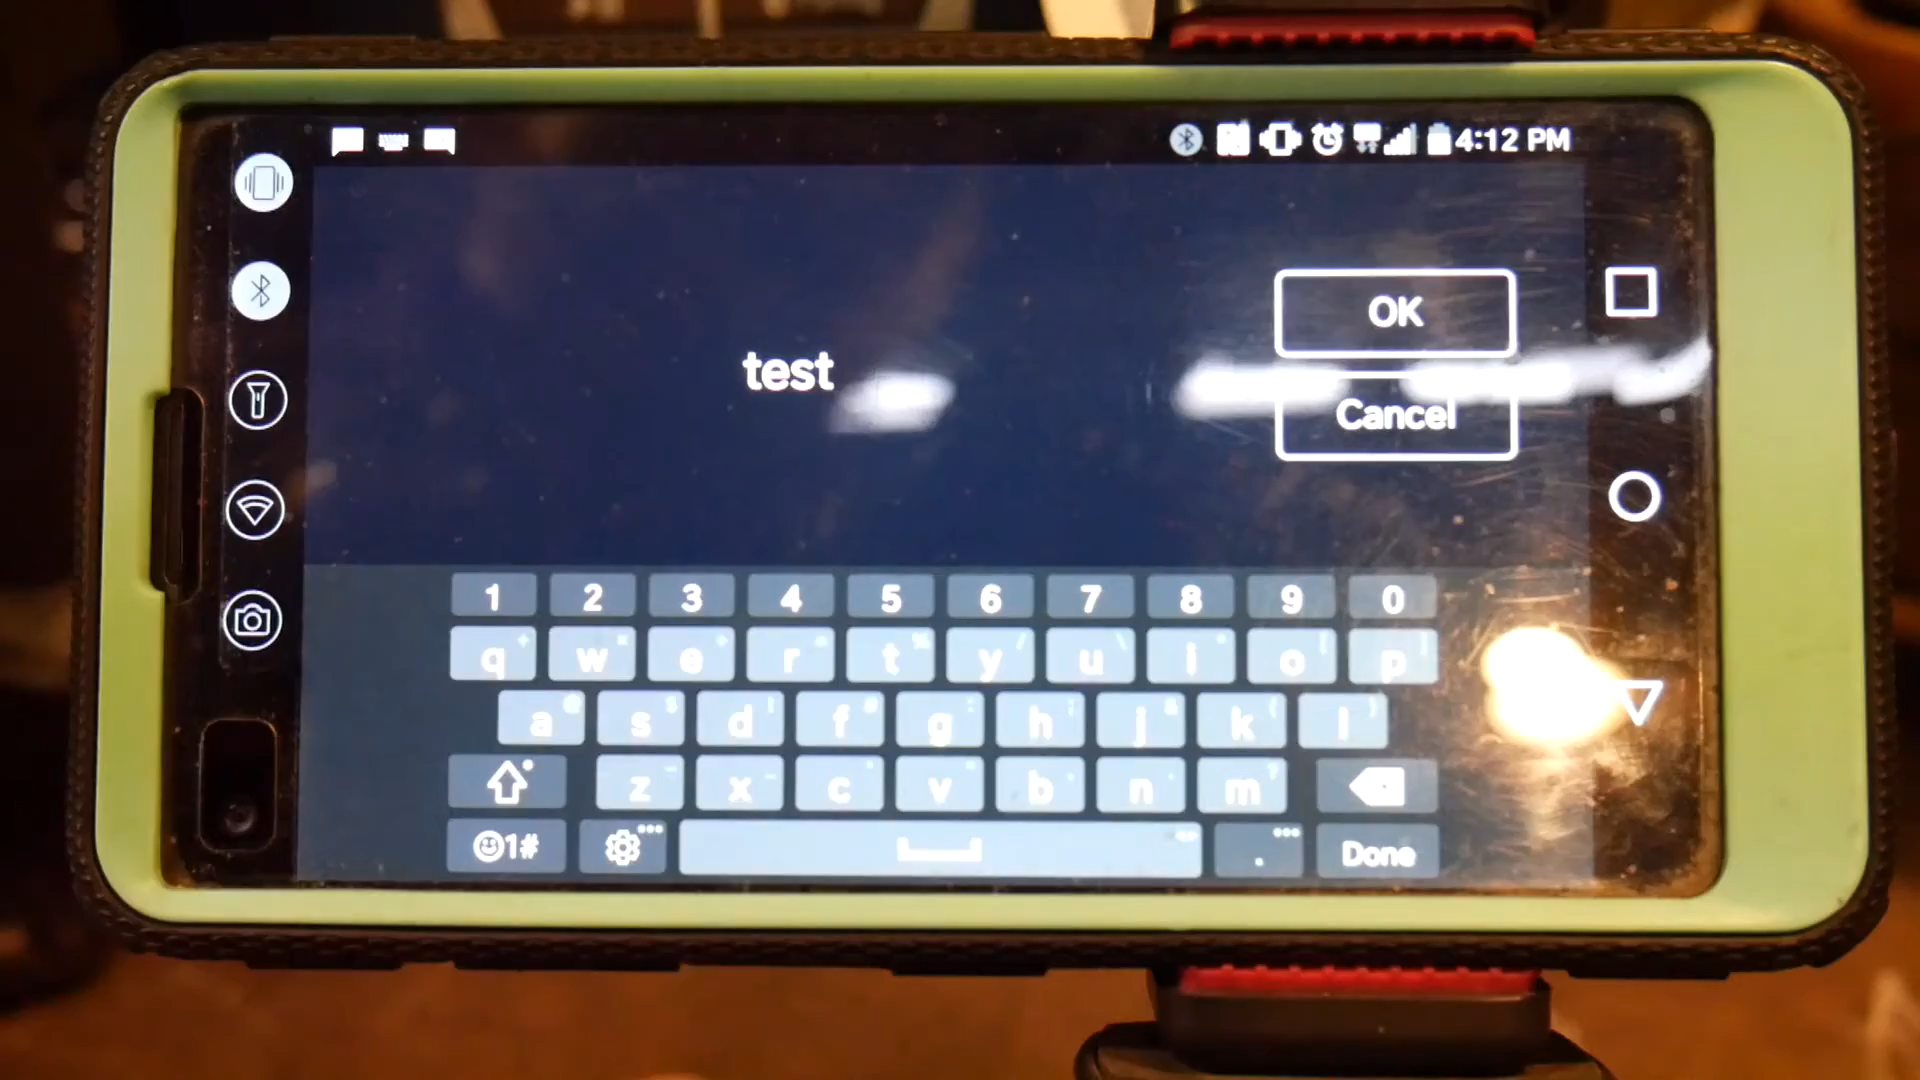 4:12 PM
OK
test
Cancel
1 2 3 4 5 6 7 8 9 0
q w e r t y u i o p
a s d f g h j k l
z x c v b n m
1# . Done